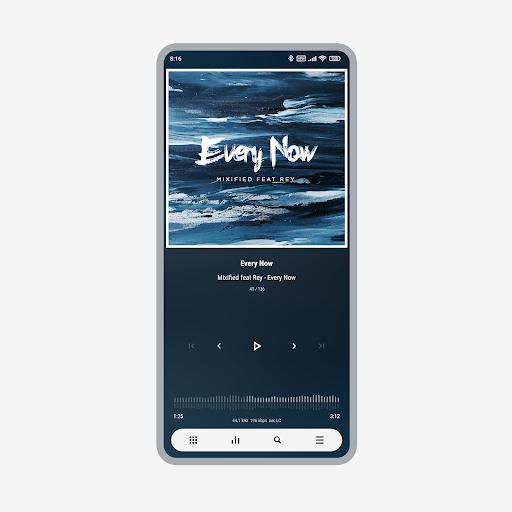 8:16
Every Now
MIXIFIED FEAT REY
Every Now
Mixified feat Rey - Every Now
45 / 126
1:25
3:12
44.1 kHz 196 kbps aac LC